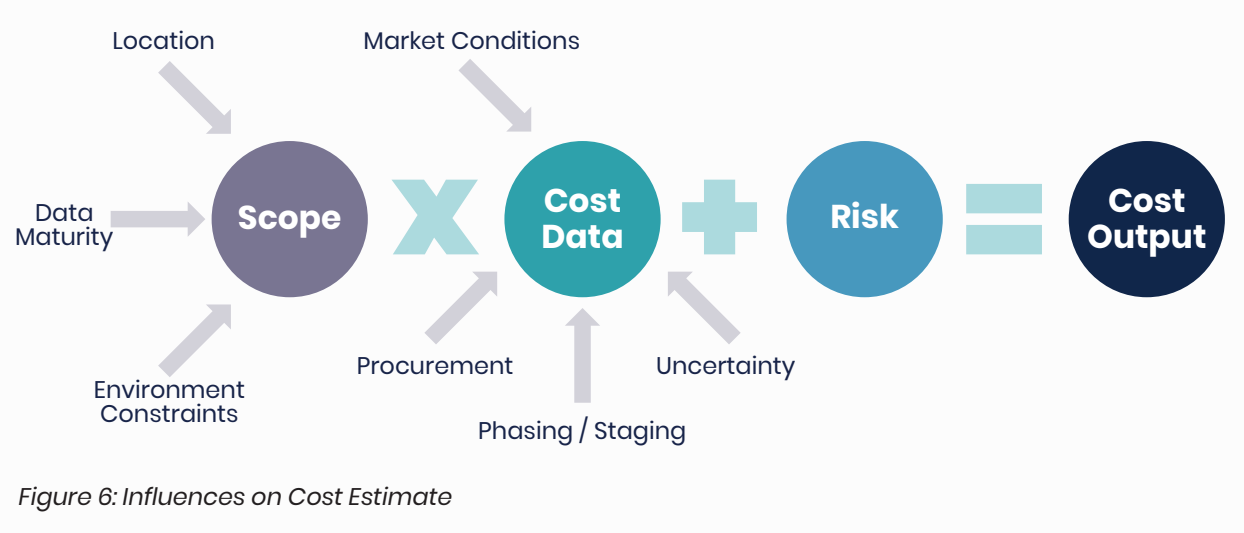 Location
Market Conditions
Data
Maturity
Scope
x
Cost
Data
+
Risk
=
Cost
Output
Environment
Constraints
Procurement
Uncertainty
Phasing / Staging
Figure 6: Influences on Cost Estimate